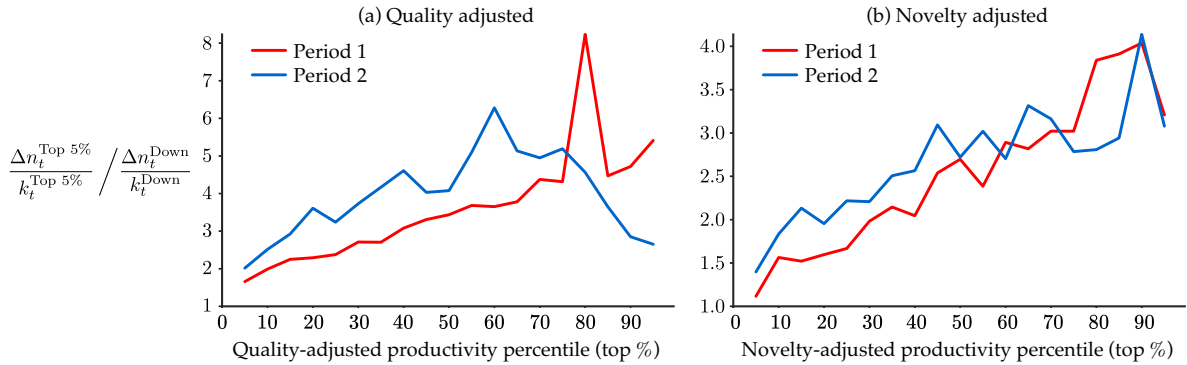 (a) Quality adjusted
Δn_t^{Top 5%} / k_t^{Top 5%} / Δn_t^{Down} / k_t^{Down}
8
7
6
5
4
3
2
1
Period 1
Period 2
0 10 20 30 40 50 60 70 80 90
Quality-adjusted productivity percentile (top %)
(b) Novelty adjusted
4.0
3.5
3.0
2.5
2.0
1.5
1.0
Period 1
Period 2
0 10 20 30 40 50 60 70 80 90
Novelty-adjusted productivity percentile (top %)